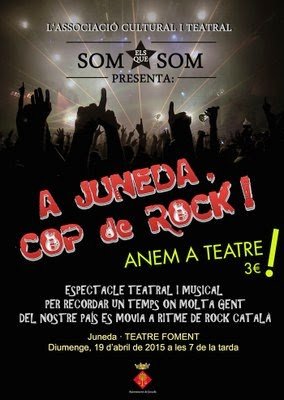 L'ASSOCIACIÓ CULTURAL I TEATRAL
SOM ELS QUE SOM
PRESENTA:
A JUNEDA,
COP de ROCK!
ANEM A TEATRE!
3€
ESPECTACLE TEATRAL I MUSICAL
PER RECORDAR UN TEMPS ON MOLTA GENT
DEL NOSTRE PAÍS ES MOVIA A RITME DE ROCK CATALÀ
Juneda · TEATRE FOMENT
Diumenge, 19 d'abril de 2015 a les 7 de la tarda